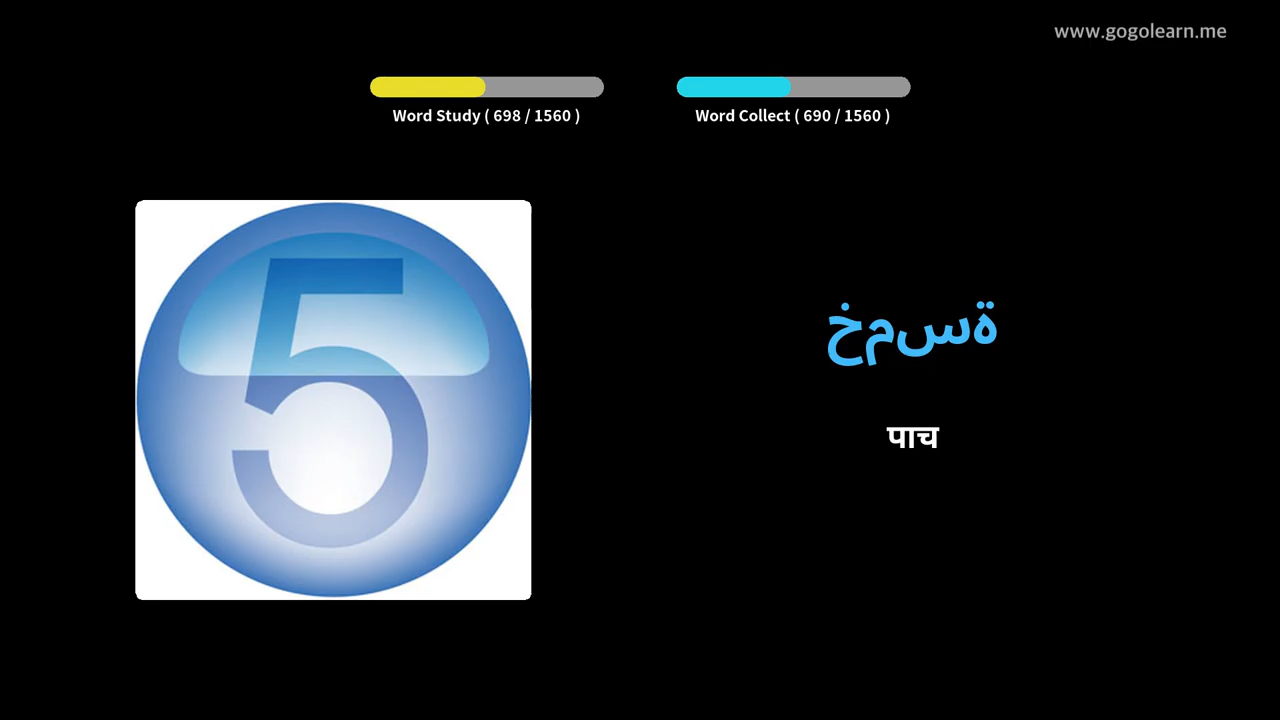 www.gogolearn.me
Word Study ( 698 / 1560 )
Word Collect ( 690 / 1560 )
5
خمسة
पाच